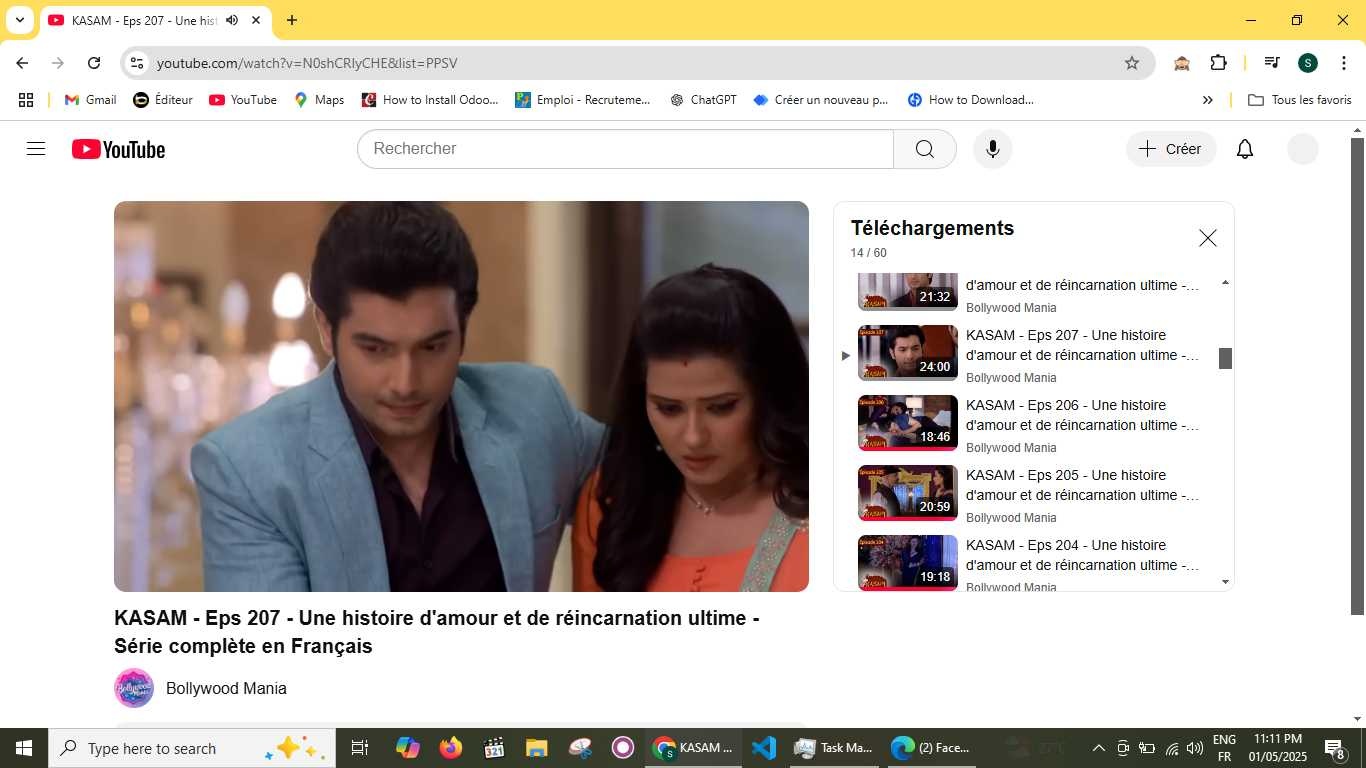 KASAM - Eps 207 - Une hist
youtube.com/watch?v=N0shCRIyCHE&list=PPSV
S
Gmail
Éditeur
YouTube
Maps
How to Install Odoo...
Emploi - Recruteme...
ChatGPT
Créer un nouveau p...
How to Download...
Tous les favoris
YouTube
Rechercher
Créer
Téléchargements
14 / 60
21:32
d'amour et de réincarnation ultime -…
Bollywood Mania
24:00
KASAM - Eps 207 - Une histoire
d'amour et de réincarnation ultime -…
Bollywood Mania
18:46
KASAM - Eps 206 - Une histoire
d'amour et de réincarnation ultime -…
Bollywood Mania
20:59
KASAM - Eps 205 - Une histoire
d'amour et de réincarnation ultime -…
Bollywood Mania
19:18
KASAM - Eps 204 - Une histoire
d'amour et de réincarnation ultime -…
Bollywood Mania
KASAM - Eps 207 - Une histoire d'amour et de réincarnation ultime -
Série complète en Français
Bollywood Mania
Type here to search
321
KASAM ...
Task Ma...
(2) Face...
27°C
ENG
FR
11:11 PM
01/05/2025
8